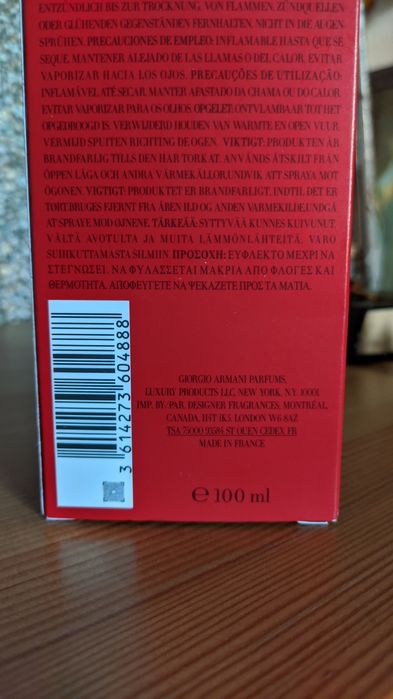 ENTZÜNDLICH BIS ZUR TROCKNUNG. VON FLAMMEN, ZÜNDQUELLEN
ODER GLÜHENDEN GEGENSTÄNDEN FERNHALTEN. NICHT IN DIE AUGEN
SPRÜHEN. PRECAUCIONES DE EMPLEO: INFLAMABLE HASTA QUE SE
SEQUE. MANTENER ALEJADO DE LAS LLAMAS O DEL CALOR. EVITAR
VAPORIZAR HACIA LOS OJOS. PRECAUÇÕES DE UTILIZAÇÃO:
INFLAMÁVEL ATÉ SECAR. MANTER AFASTADO DA CHAMA OU DO CALOR.
EVITAR VAPORIZAR PARA OS OLHOS. OPGELET: ONTVLAMBAAR TOT HET
OPGEDROOGD IS. VERWIJDERD HOUDEN VAN WARMTE EN OPEN VUUR.
VERMIJD SPUITEN RICHTING DE OGEN. VIKTIGT: PRODUKTEN ÄR
BRANDFARLIG TILLS DEN HAR TORKAT. ANVÄNDS ÅTSKILT FRÅN
ÖPPEN LÅGA OCH ANDRA VÄRMEKÄLLOR.UNDVIK ATT SPRAYA MOT
ÖGONEN. VIGTIGT: PRODUKTET ER BRANDFARLIGT, INDTIL DET ER
TØRT.BRUGES FJERNT FRA ÅBEN ILD OG ANDEN VARMEKILDE.UNDGÅ
AT SPRAYE MOD ØJNENE. TÄRKEÄÄ: SYTTYVÄÄ KUNNES KUIVUNUT.
VÄLTÄ AVOTULTA JA MUITA LÄMMÖNLÄHTEITÄ. VARO
SUIHKUTTAMASTA SILMIIN. ΠΡΟΣΟΧΗ: ΕΥΦΛΕΚΤΟ ΜΕΧΡΙ ΝΑ
ΣΤΕΓΝΩΣΕΙ. ΝΑ ΦΥΛΑΣΣΕΤΑΙ ΜΑΚΡΙΑ ΑΠΟ ΦΛΟΓΕΣ ΚΑΙ
ΘΕΡΜΟΤΗΤΑ. ΑΠΟΦΕΥΓΕΤΕ ΝΑ ΨΕΚΑΖΕΤΕ ΠΡΟΣ ΤΑ ΜΑΤΙΑ.
3 614273 604888
GIORGIO ARMANI PARFUMS,
LUXURY PRODUCTS LLC, NEW YORK, N.Y. 10001,
IMP. BY/PAR. DESIGNER FRAGRANCES, MONTRÉAL,
CANADA, H4T 1K5. LONDON W6 8AZ
TSA 75000 93584 ST OUEN CEDEX, FR
MADE IN FRANCE
℮ 100 ml